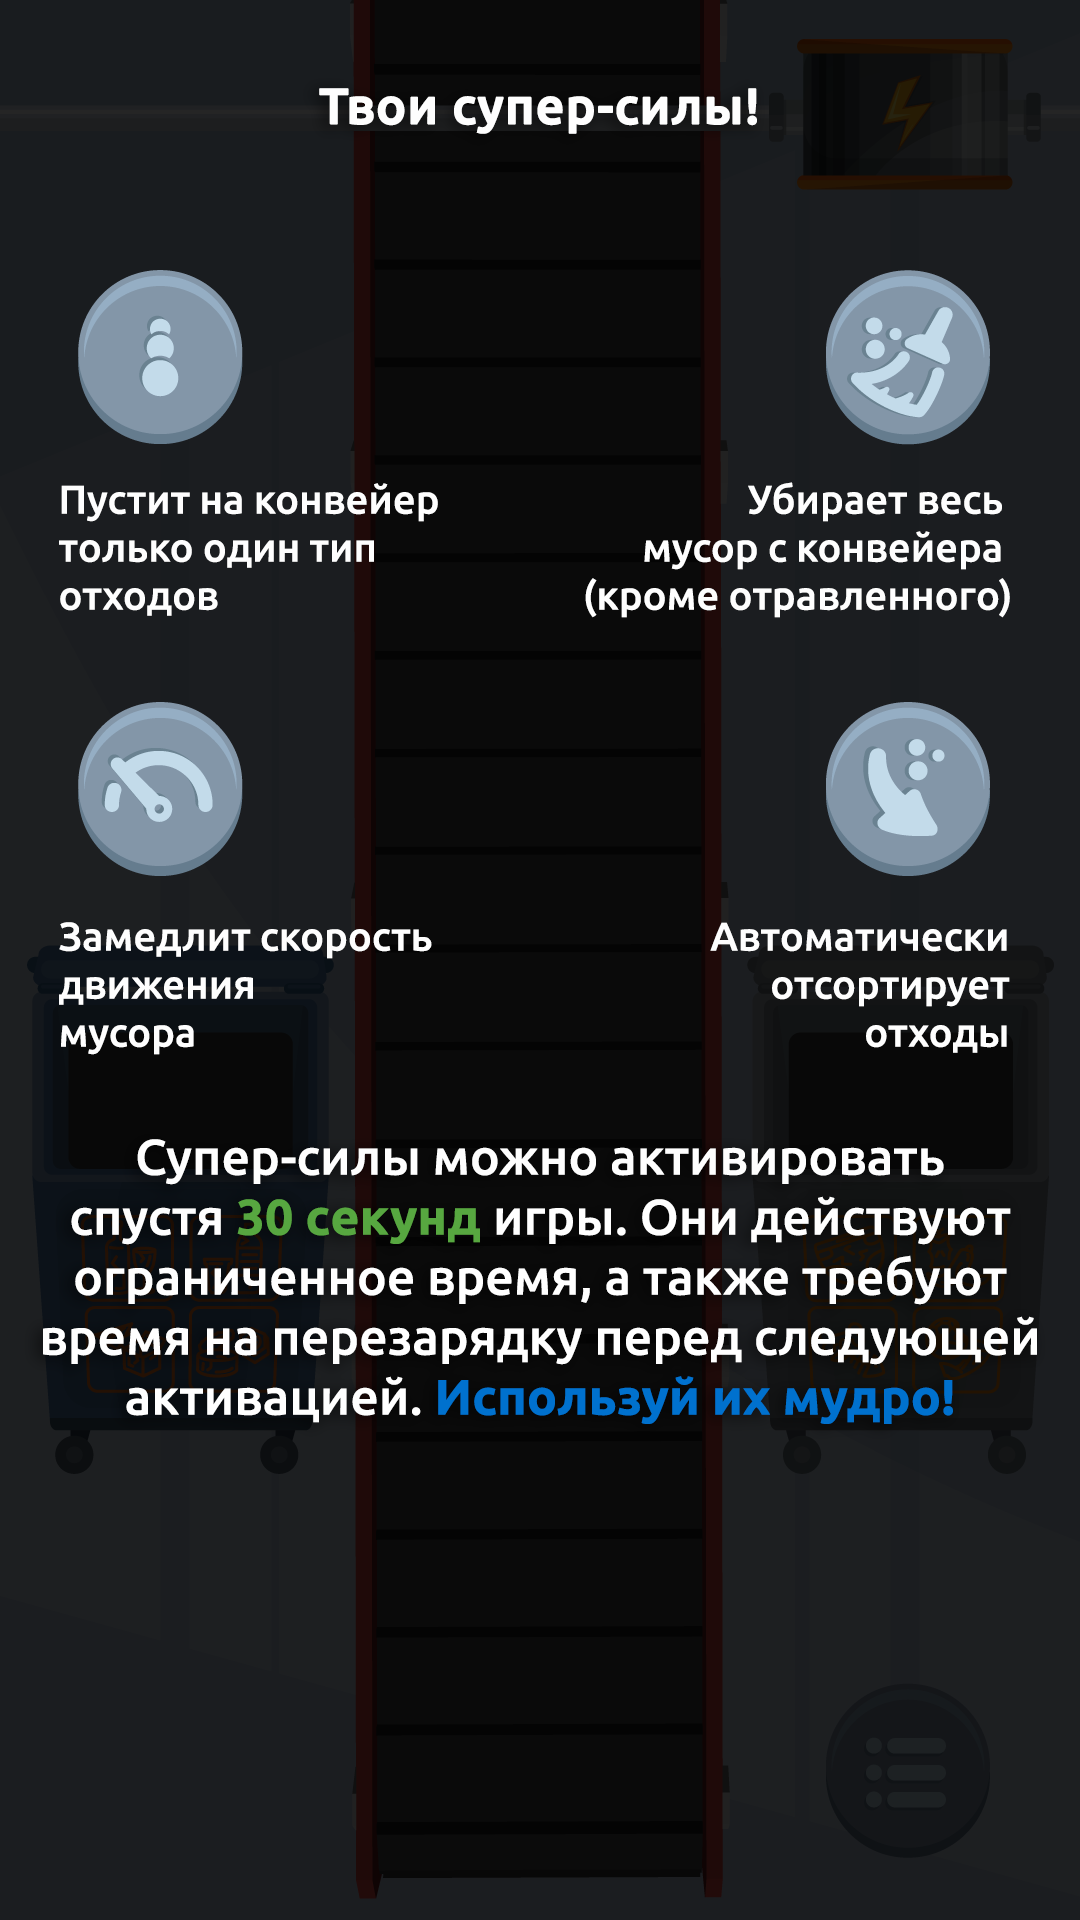 Твои супер-силы!
Пустит на конвейер
только один тип
отходов
Убирает весь
мусор с конвейера
(кроме отравленного)
Замедлит скорость
движения
мусора
Автоматически
отсортирует
отходы
Супер-силы можно активировать
спустя 30 секунд игры. Они действуют
ограниченное время, а также требуют
время на перезарядку перед следующей
активацией. Используй их мудро!